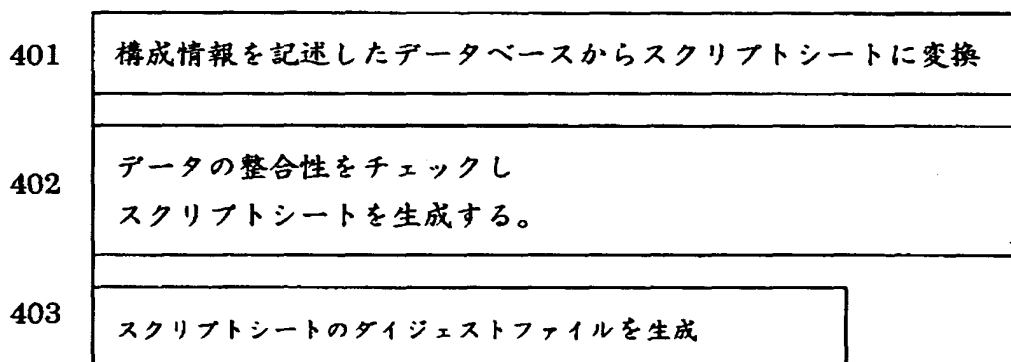 401 構成情報を記述したデータベースからスクリプトシートに変換
402 データの整合性をチェックし
スクリプトシートを生成する。
403 スクリプトシートのダイジェストファイルを生成